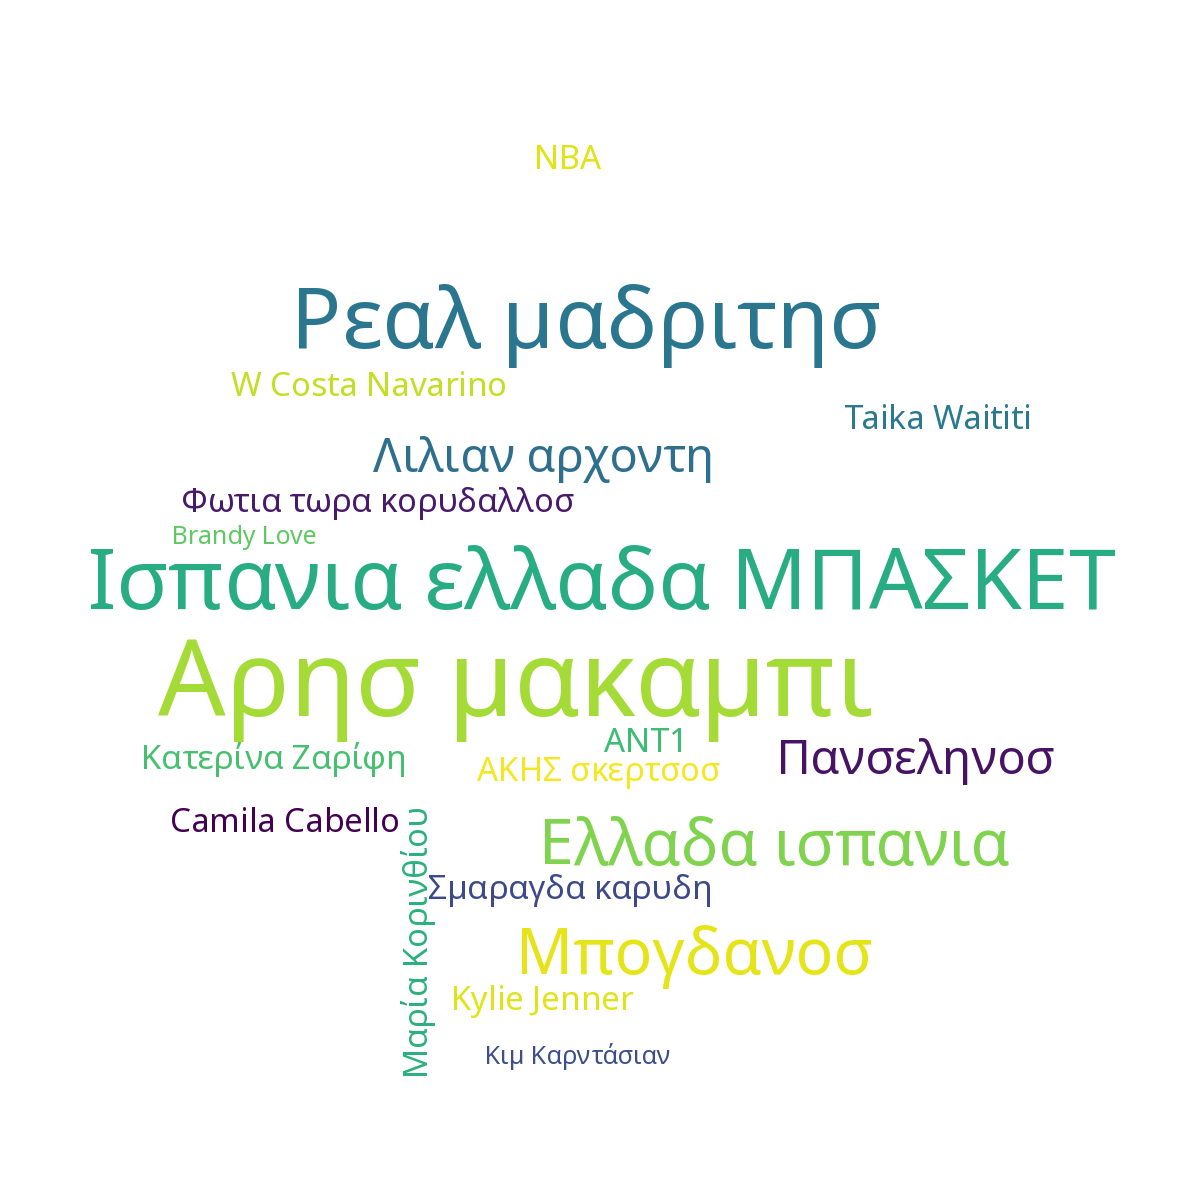 NBA
Ρεαλ μαδριτησ
W Costa Navarino
Taika Waititi
Λιλιαν αρχοντη
Φωτια τωρα κορυδαλλοσ
Brandy Love
Ισπανια ελλαδα ΜΠΑΣΚΕΤ
Αρησ μακαμπι
ΑΝΤ1
Κατερίνα Ζαρίφη
ΑΚΗΣ σκερτσοσ
Πανσεληνοσ
Camila Cabello
Μαρία Κορινθίου
Ελλαδα ισπανια
Σμαραγδα καρυδη
Μπογδανοσ
Kylie Jenner
Κιμ Καρντάσιαν